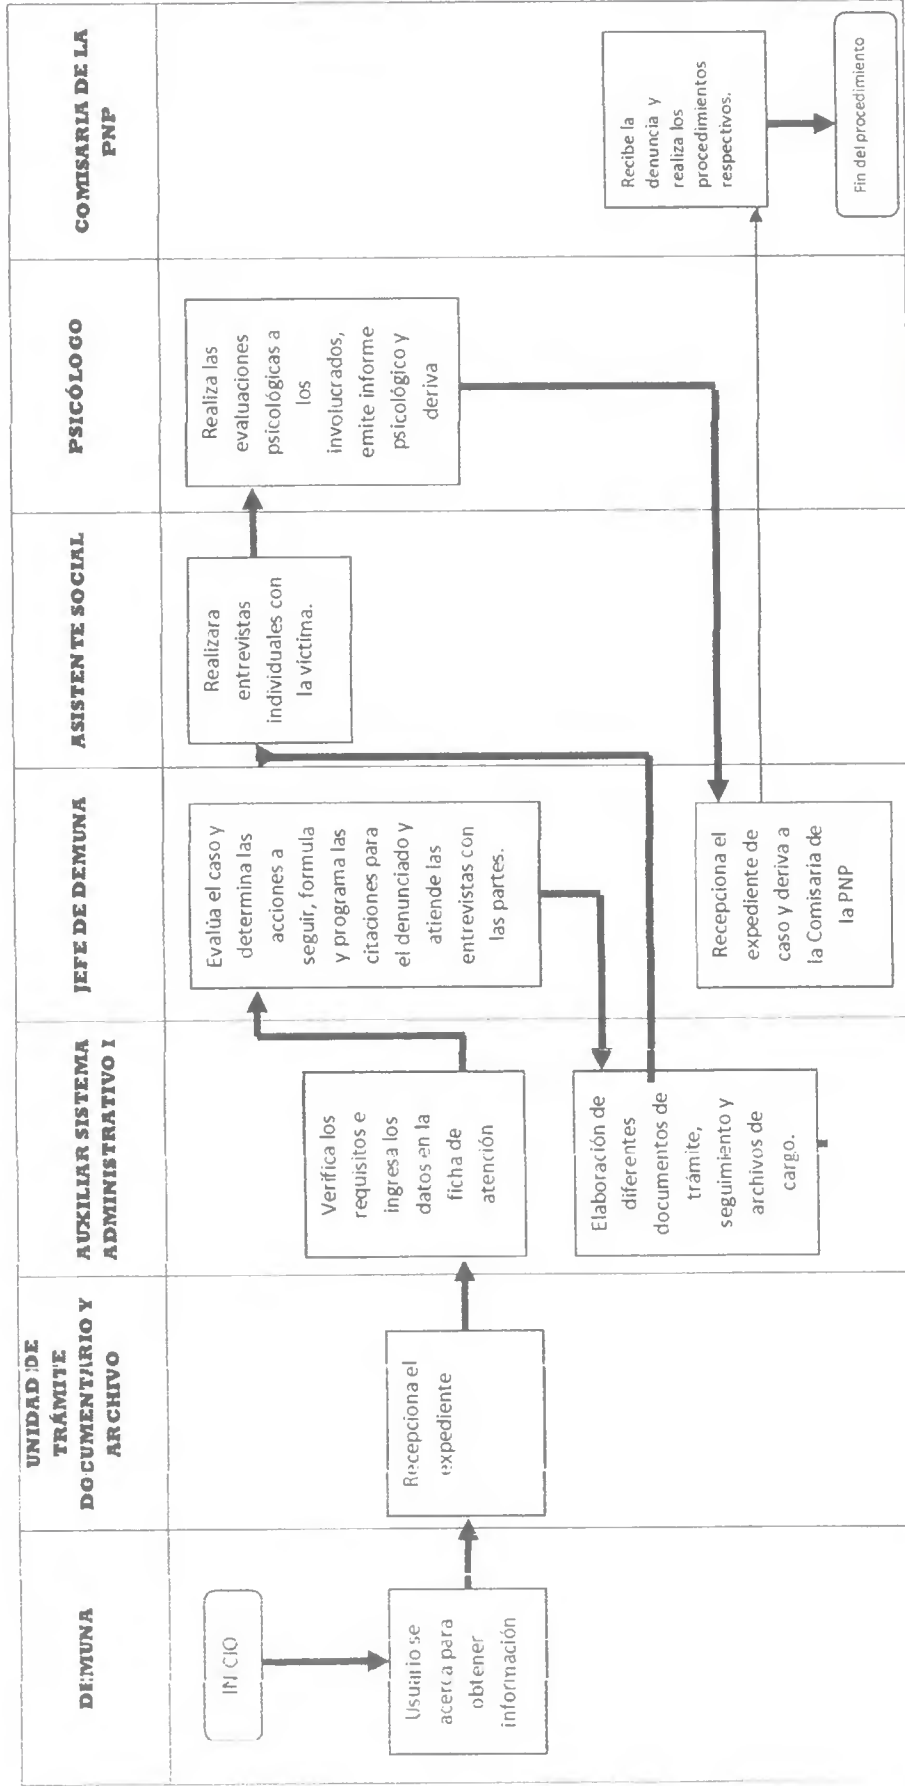 DEMUNA
UNIDAD DE
TRÁMITE
DOCUMENTARIO Y
ARCHIVO
AUXILIAR SISTEMA
ADMINISTRATIVO I
JEFE DE DEMUNA
ASISTENTE SOCIAL
PSICÓLOGO
COMISARIA DE LA
PNP
INICIO
Usuario se
acerca para
obtener
información
Recepciona el
expediente
Verifica los
requisitos e
ingresa los
datos en la
ficha de
atención
Evalúa el caso y
determina las
acciones a
seguir, formula
y programa las
citaciones para
el denunciado y
atiende las
entrevistas con
las partes.
Elaboración de
diferentes
documentos de
trámite,
seguimiento y
archivos de
cargo.
Realizara
entrevistas
individuales con
la victima.
Realiza las
evaluaciones
psicológicas a
los
involucrados,
emite informe
psicológico y
deriva
Recepciona el
expediente de
caso y deriva a
la Comisaria de
la PNP
Recibe la
denuncia y
realiza los
procedimientos
respectivos.
Fin del procedimiento